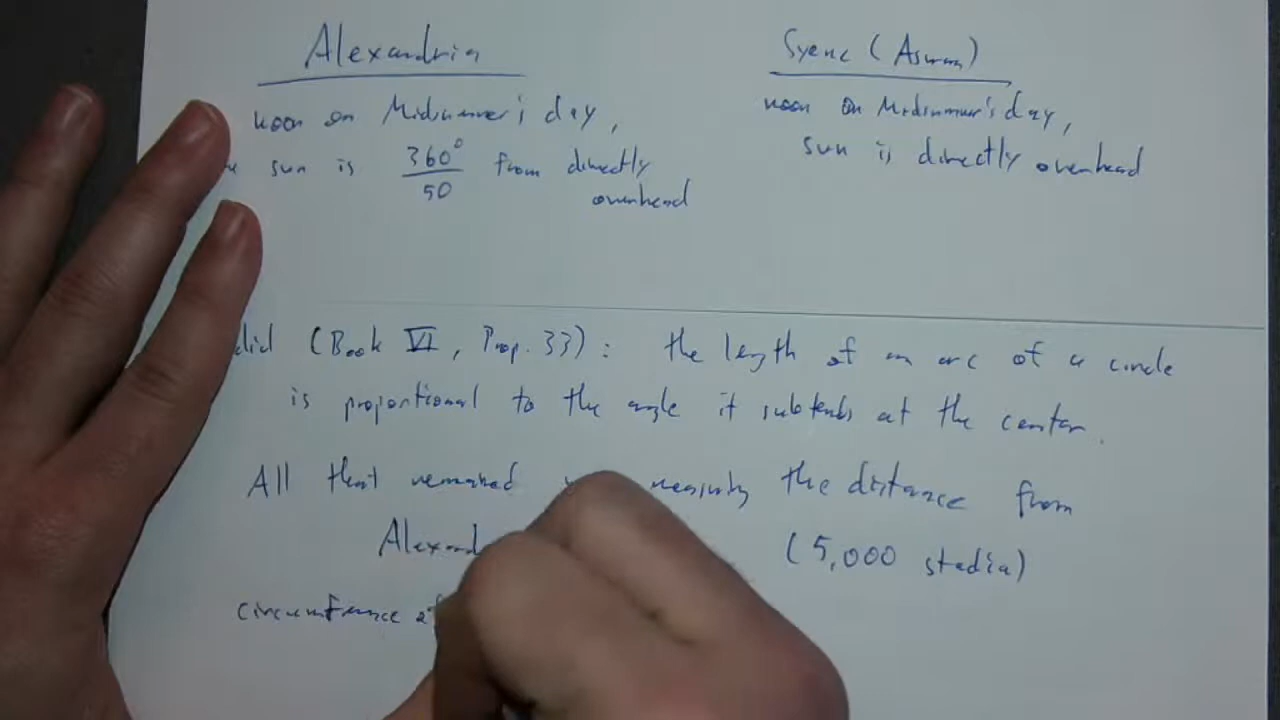 Alexandria
Syene (Aswan)
noon on Midsummer's day,
noon on Midsummer's day,
sun is 360°/50 from directly
overhead
sun is directly overhead
(Book VI, Prop. 33): the length of an arc of a circle
is proportional to the angle it subtends at the center.
All that remained measuring the distance from
(5,000 stadia)
circumference